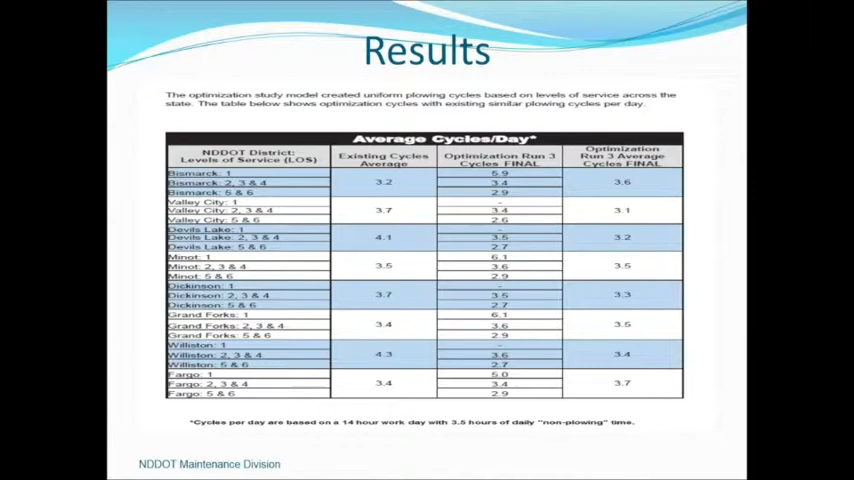 Results
The optimization study model created uniform plowing cycles based on levels of service across the
state. The table below shows optimization cycles with existing similar plowing cycles per day.
Average Cycles/Day*
NDDOT District: Levels of Service (LOS) Existing Cycles Average Optimization Run 3 Cycles FINAL Optimization Run 3 Average Cycles FINAL
Bismarck: 1 5.9
Bismarck: 2, 3 & 4 3.2 3.4 3.6
Bismarck: 5 & 6 2.9
Valley City: 1 -
Valley City: 2, 3 & 4 3.7 3.4 3.1
Valley City: 5 & 6 2.6
Devils Lake: 1 -
Devils Lake: 2, 3 & 4 4.1 3.5 3.2
Devils Lake: 5 & 6 2.7
Minot: 1 6.1
Minot: 2, 3 & 4 3.5 3.6 3.5
Minot: 5 & 6 2.9
Dickinson: 1 -
Dickinson: 2, 3 & 4 3.7 3.5 3.3
Dickinson: 5 & 6 2.7
Grand Forks: 1 6.1
Grand Forks: 2, 3 & 4 3.4 3.6 3.5
Grand Forks: 5 & 6 2.9
Williston: 1 -
Williston: 2, 3 & 4 4.3 3.6 3.4
Williston: 5 & 6 2.7
Fargo: 1 5.0
Fargo: 2, 3 & 4 3.4 3.4 3.7
Fargo: 5 & 6 2.9
*Cycles per day are based on a 14 hour work day with 3.5 hours of daily "non-plowing" time.
NDDOT Maintenance Division